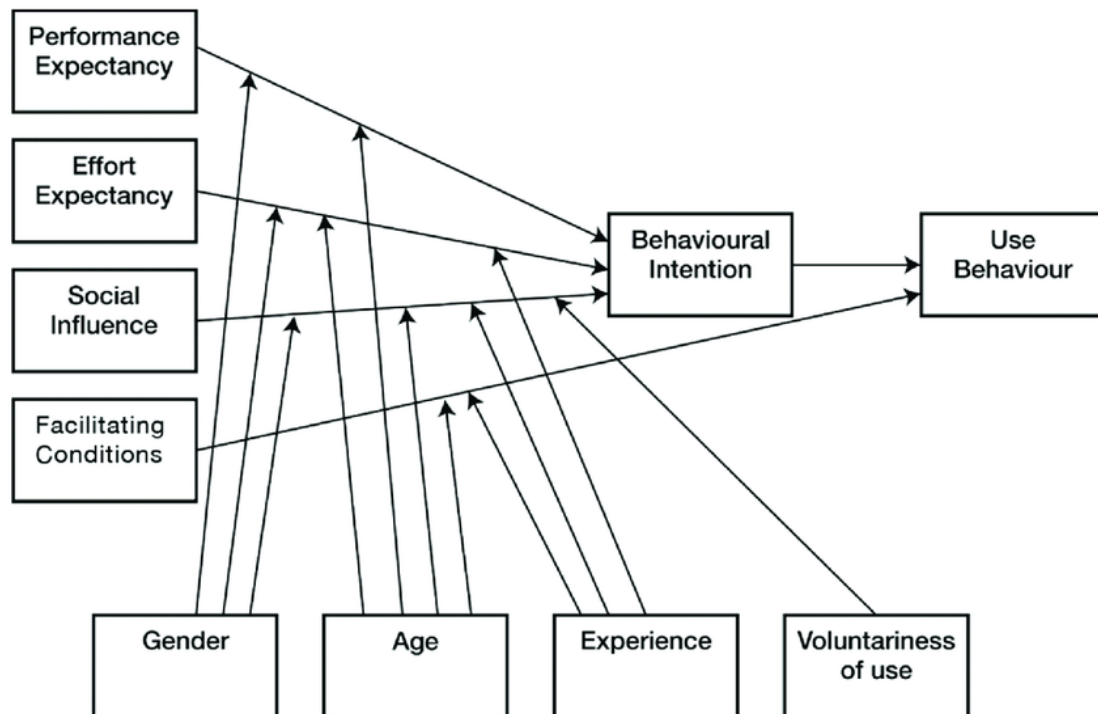 Performance
Expectancy
Effort
Expectancy
Social
Influence
Facilitating
Conditions
Behavioural
Intention
Use
Behaviour
Gender
Age
Experience
Voluntariness
of use